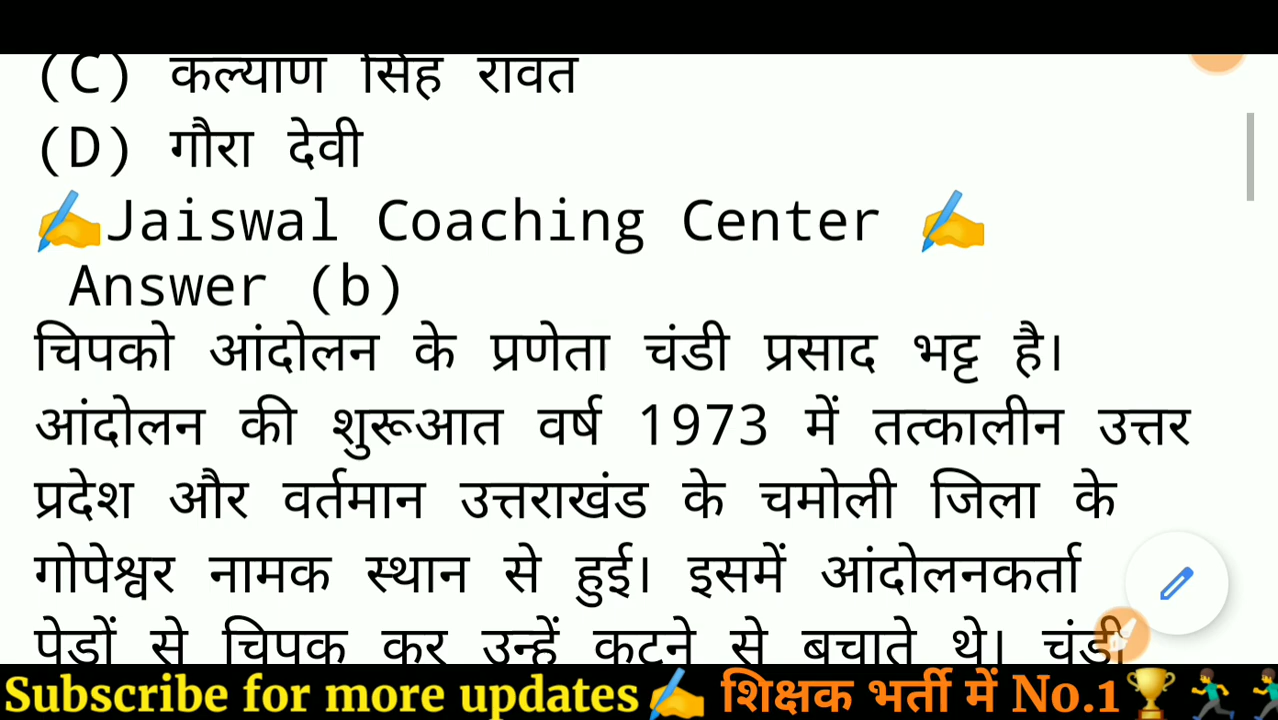 (C) कल्याण सिंह रावत
(D) गौरा देवी
✍Jaiswal Coaching Center ✍
Answer (b)
चिपको आंदोलन के प्रणेता चंडी प्रसाद भट्ट है।
आंदोलन की शुरूआत वर्ष 1973 में तत्कालीन उत्तर
प्रदेश और वर्तमान उत्तराखंड के चमोली जिला के
गोपेश्वर नामक स्थान से हुई। इसमें आंदोलनकर्ता
पेडों से चिपक कर उन्हें कटने से बचाते थे। चंडी
Subscribe for more updates✍ शिक्षक भर्ती में No.1🏆🏃🏃